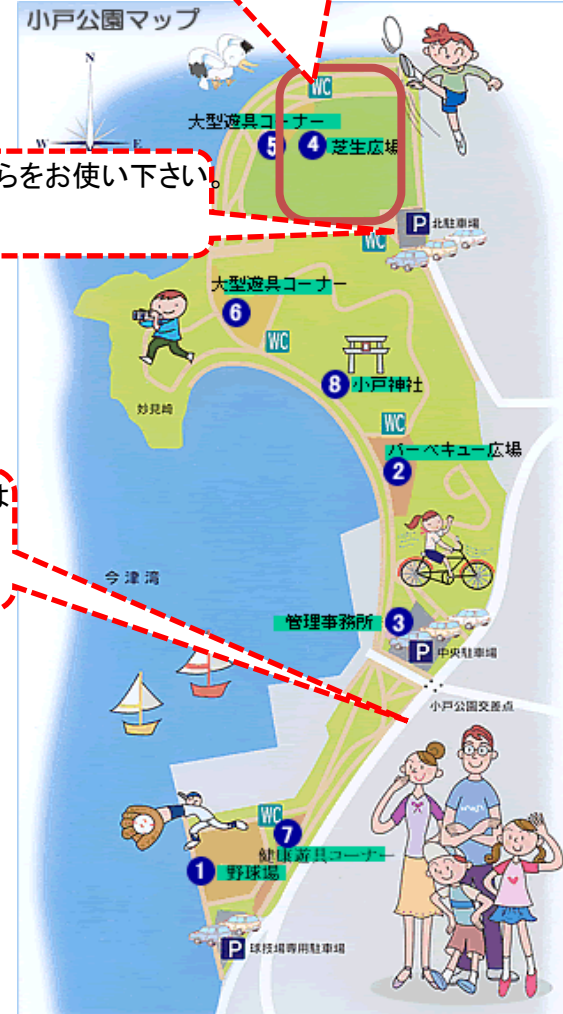 小戸公園マップ
N
W
E
WC
大型遊具コーナー
5
4
芝生広場
らをお使い下さい。
P
北駐車場
WC
大型遊具コーナー
6
WC
8
小戸神社
妙見崎
WC
バーベキュー広場
2
は
今津湾
管理事務所
3
P
中央駐車場
小戸公園交差点
WC
7
健康遊具コーナー
1
野球場
P
球技場専用駐車場